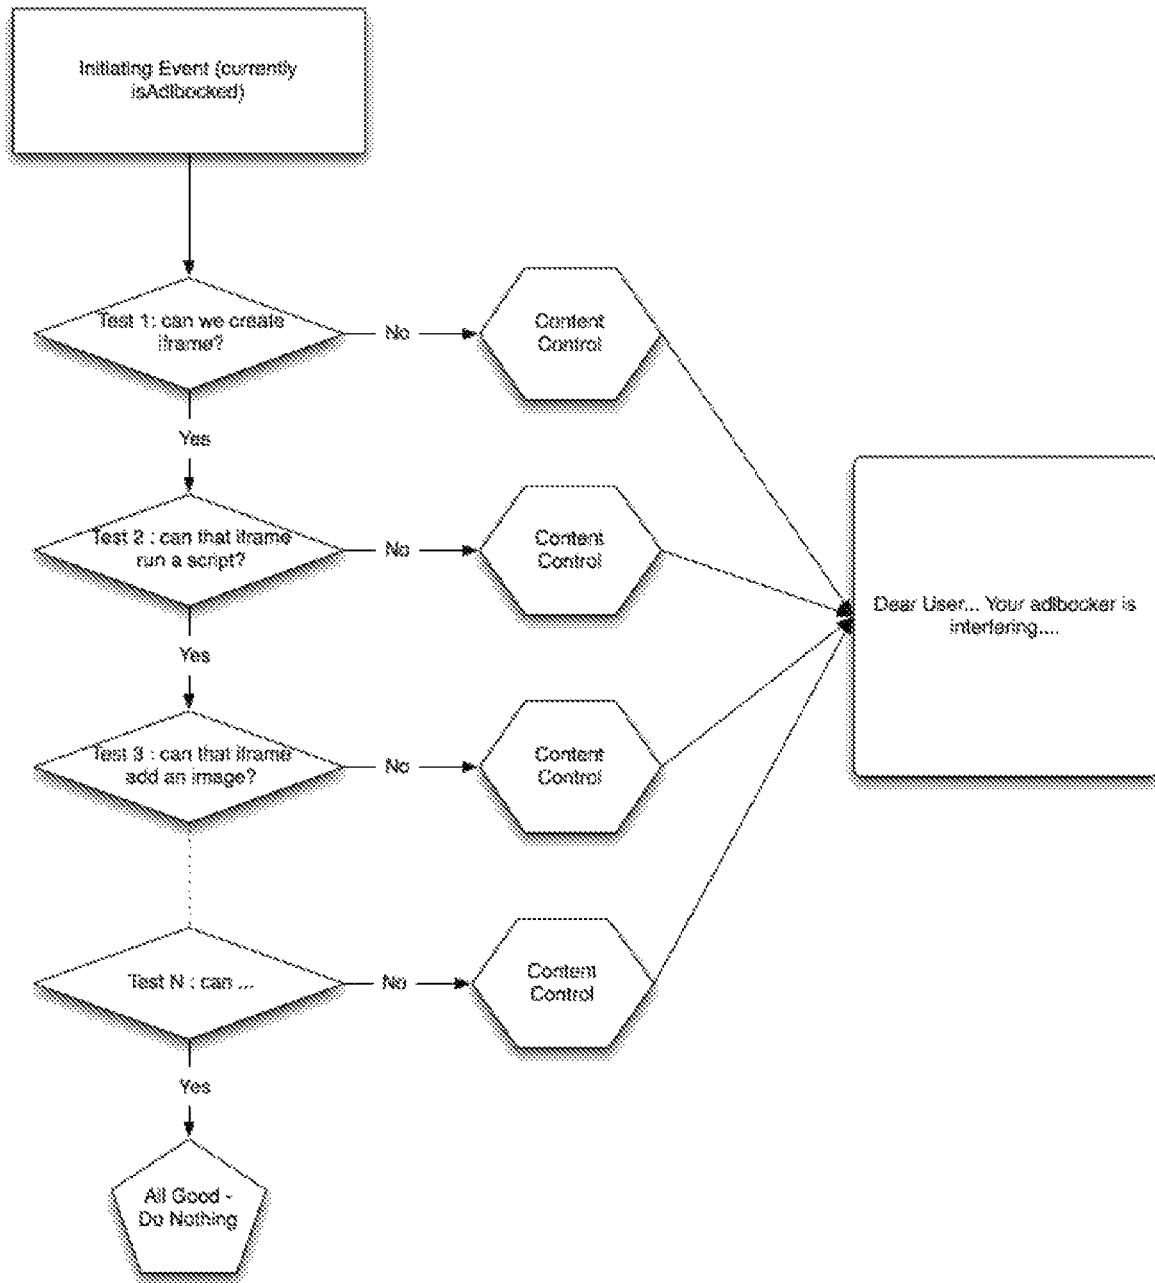 Initiating Event (currently
isAdlbocked)
Test 1: can we create
iframe?
No
Content
Control
Yes
Test 2 : can that iframe
run a script?
No
Content
Control
Dear User... Your adlbocker is
interfering....
Yes
Test 3 : can that iframe
add an image?
No
Content
Control
Test N : can ...
No
Content
Control
Yes
All Good -
Do Nothing